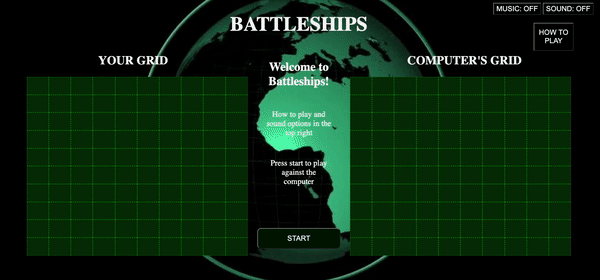 MUSIC: OFF
SOUND: OFF
BATTLESHIPS
HOW TO
PLAY
YOUR GRID
COMPUTER'S GRID
Welcome to
Battleships!
How to play and
sound options in the
top right
Press start to play
against the
computer
START